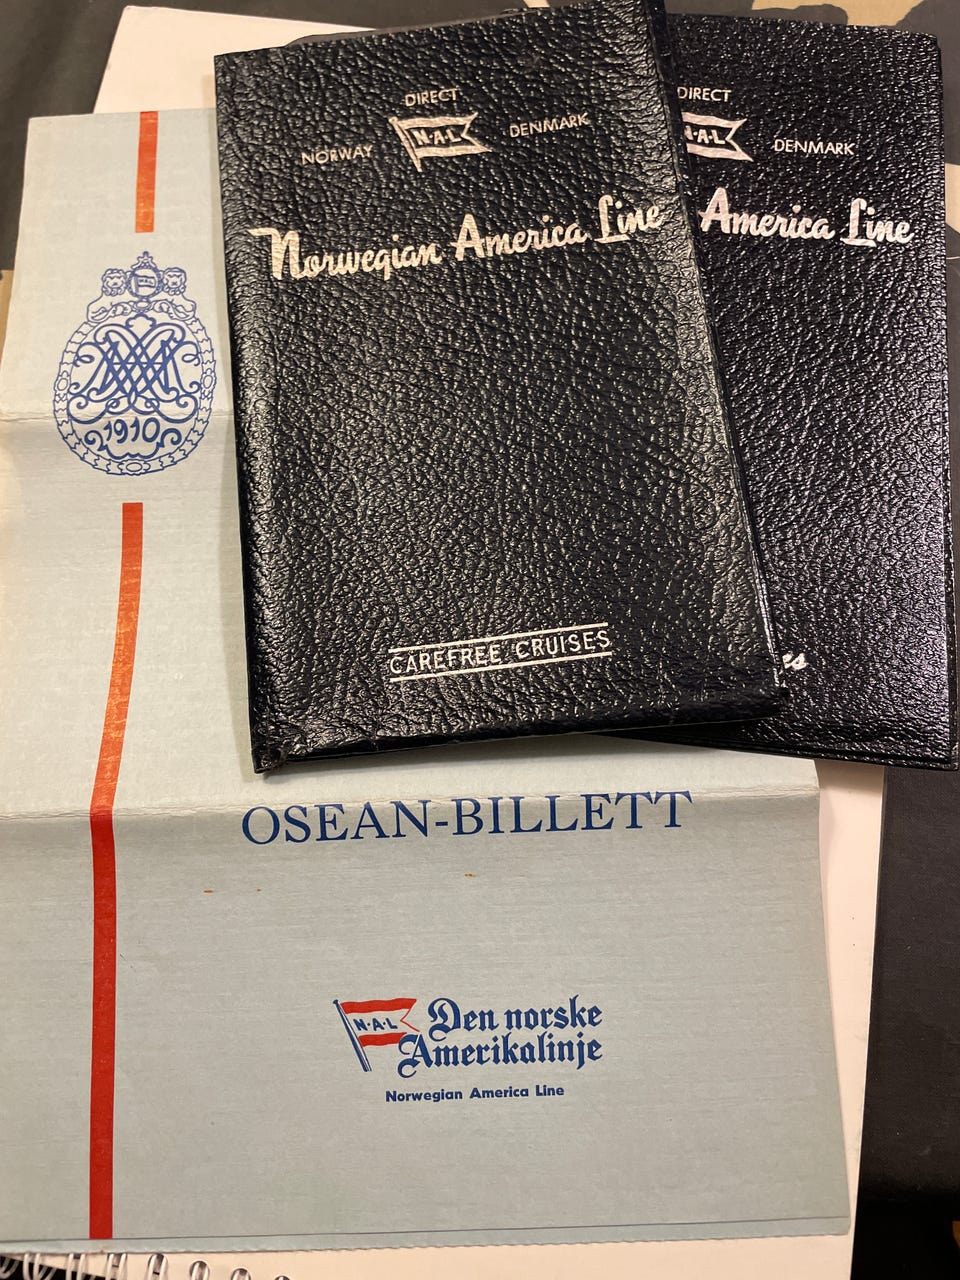 DIRECT
N·A·L
NORWAY DENMARK
Norwegian America Line
CAREFREE CRUISES
DIRECT
·A·L
DENMARK
America Line
es
1910
OSEAN-BILLETT
N·A·L
Den norske
Amerikalinje
Norwegian America Line